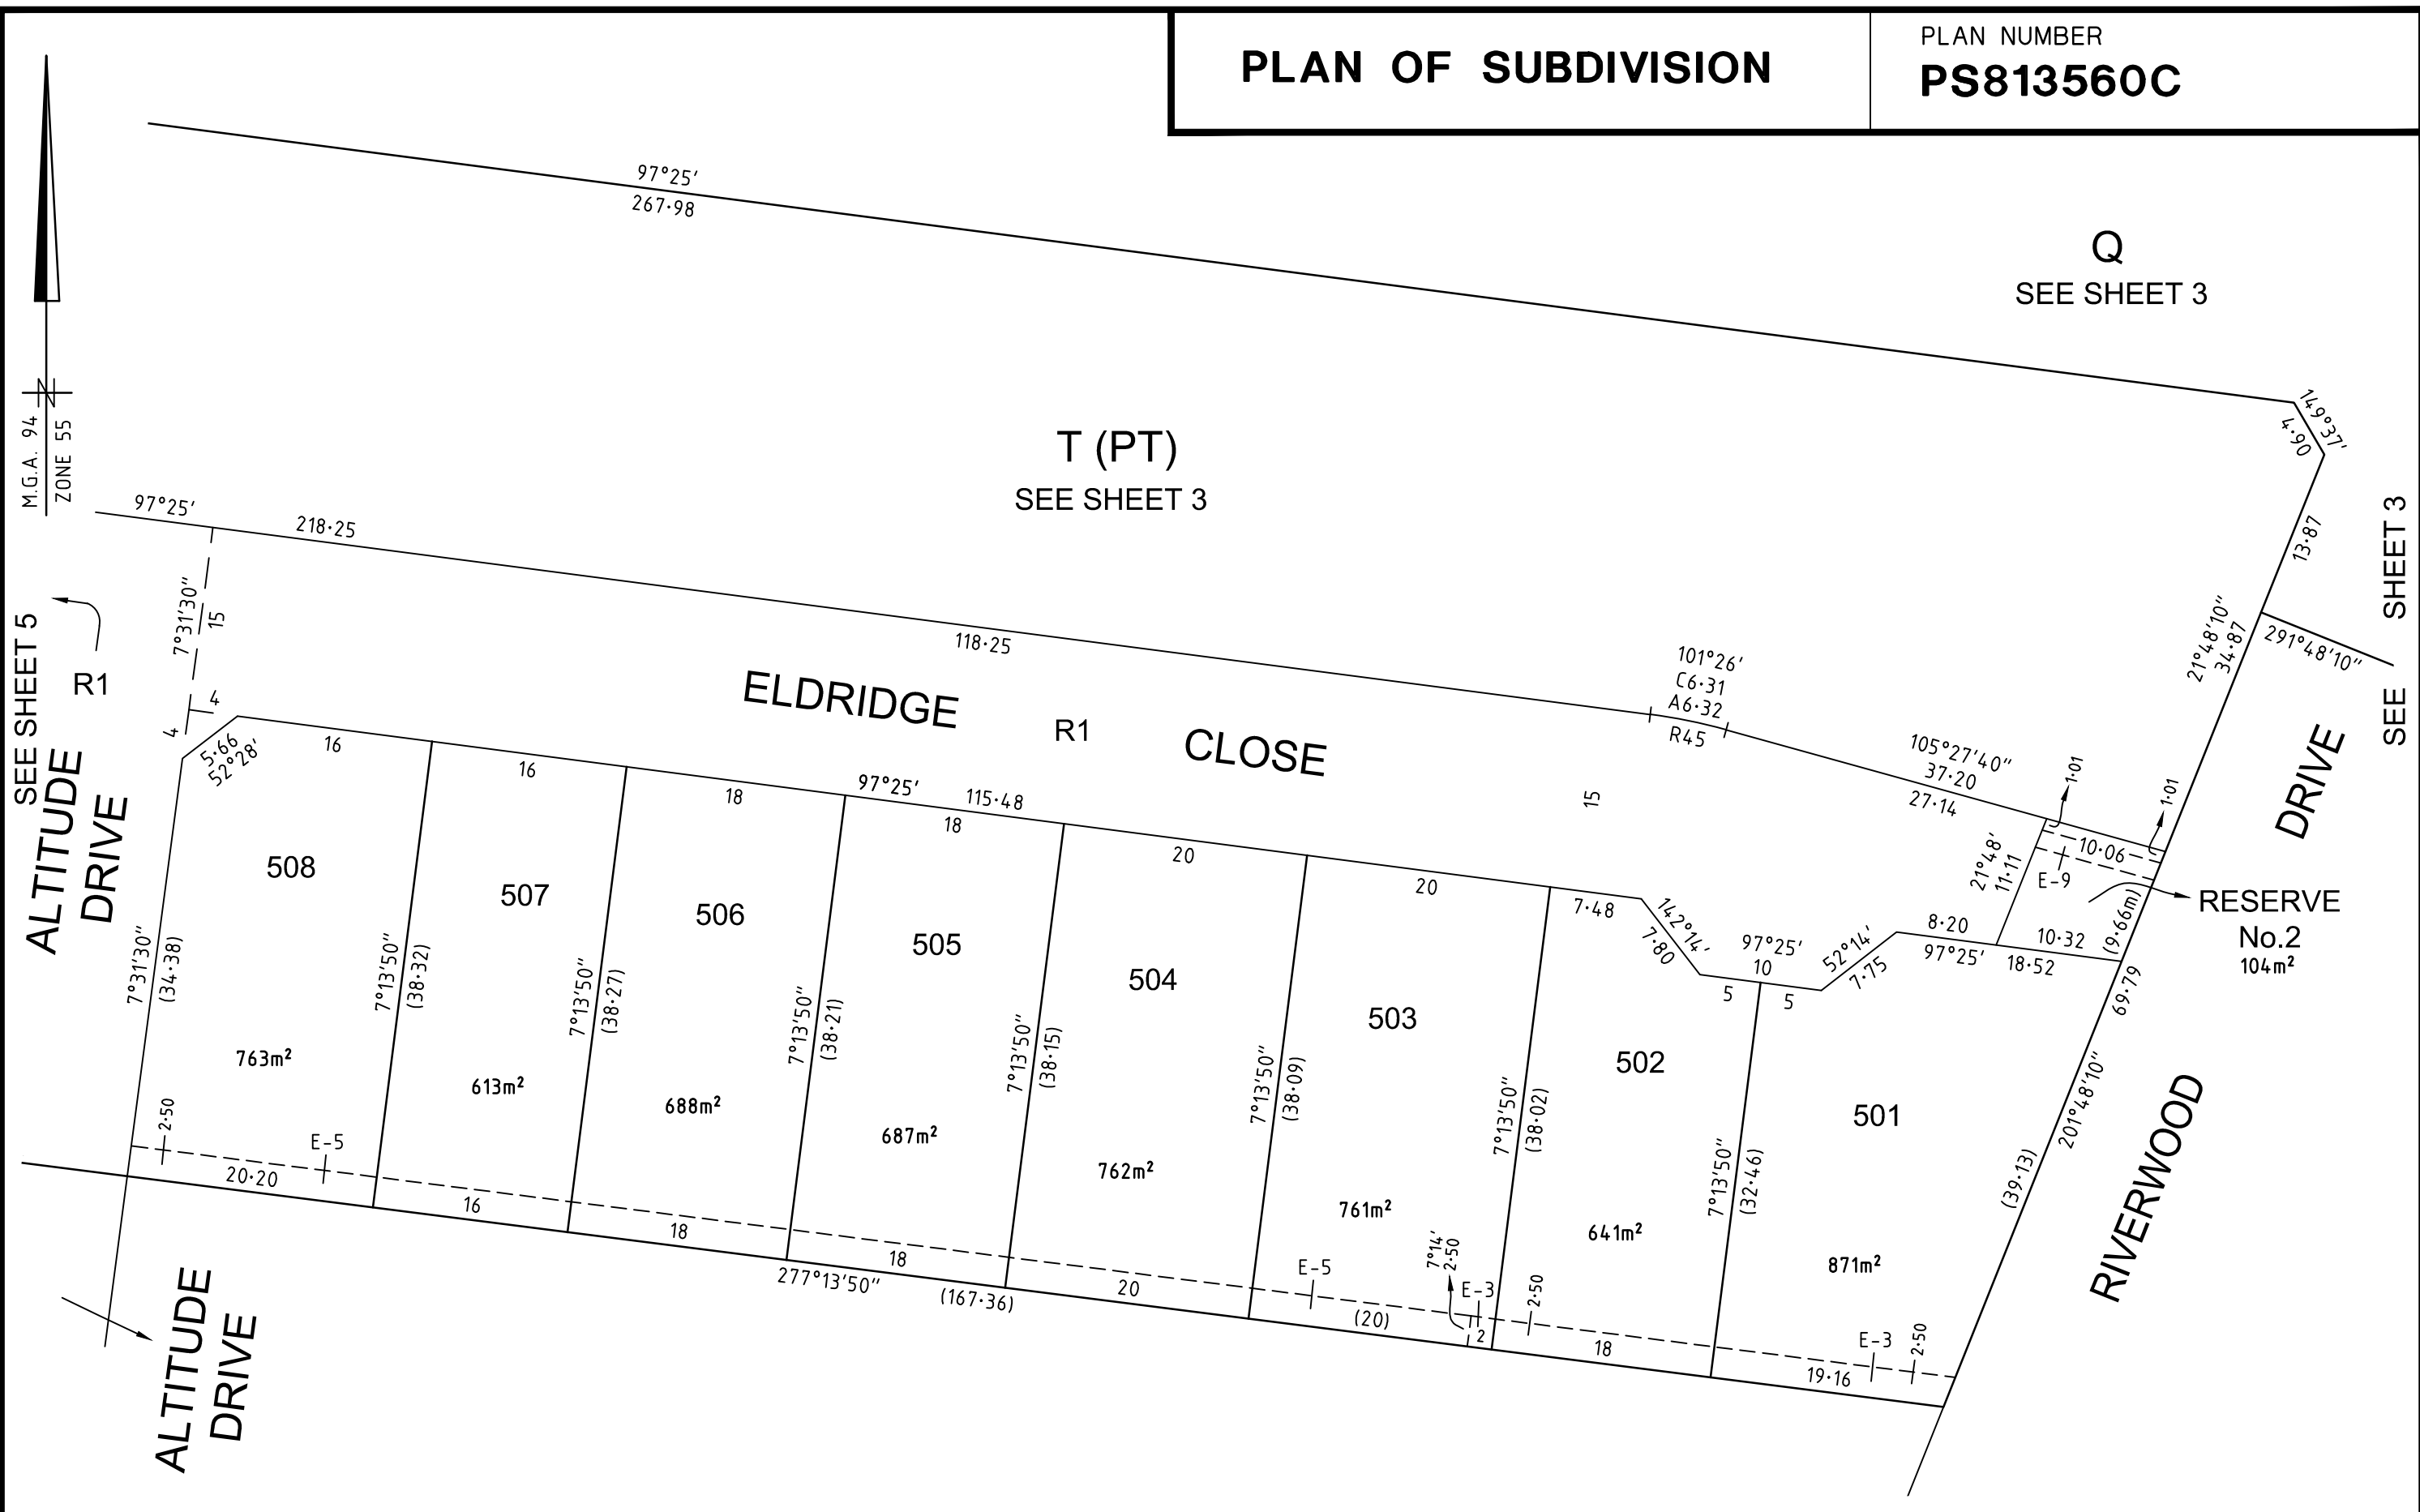 PLAN OF SUBDIVISION
PLAN NUMBER
PS813560C
97°25'
267·98
Q
SEE SHEET 3
149°37'
4·90
M.G.A. 94
ZONE 55
N
T (PT)
SEE SHEET 3
97°25'
218·25
13·87
SEE SHEET 3
7°31'30"
15
SEE SHEET 5
R1
4
4
118·25
21°48'10"
34·87
291°48'10"
ELDRIDGE R1 CLOSE
101°26'
C6·31
A6·32
R45
105°27'40"
37·20
27·14
1·01
1·01
5·66
52°28'
16
16
18
97°25'
115·48
18
20
20
15
7·48
142°14'
7·80
97°25'
10
5
5
52°14'
7·75
8·20
97°25'
10·32
18·52
21°48'
11·11
10·06
E-9
(9·66m)
RESERVE
No.2
104m²
ALTITUDE
DRIVE
RIVERWOOD DRIVE
69·79
201°48'10"
(39·13)
508
763m²
507
613m²
506
688m²
505
687m²
504
762m²
503
761m²
502
641m²
501
871m²
7°31'30"
(34·38)
7°13'50"
(38·32)
7°13'50"
(38·27)
7°13'50"
(38·21)
7°13'50"
(38·15)
7°13'50"
(38·09)
7°13'50"
(38·02)
7°13'50"
(32·46)
2·50
E-5
20·20
16
18
18
277°13'50"
(167·36)
20
E-5
(20)
7°14'
2·50
E-3
2
2·50
18
E-3
2·50
19·16
ALTITUDE
DRIVE